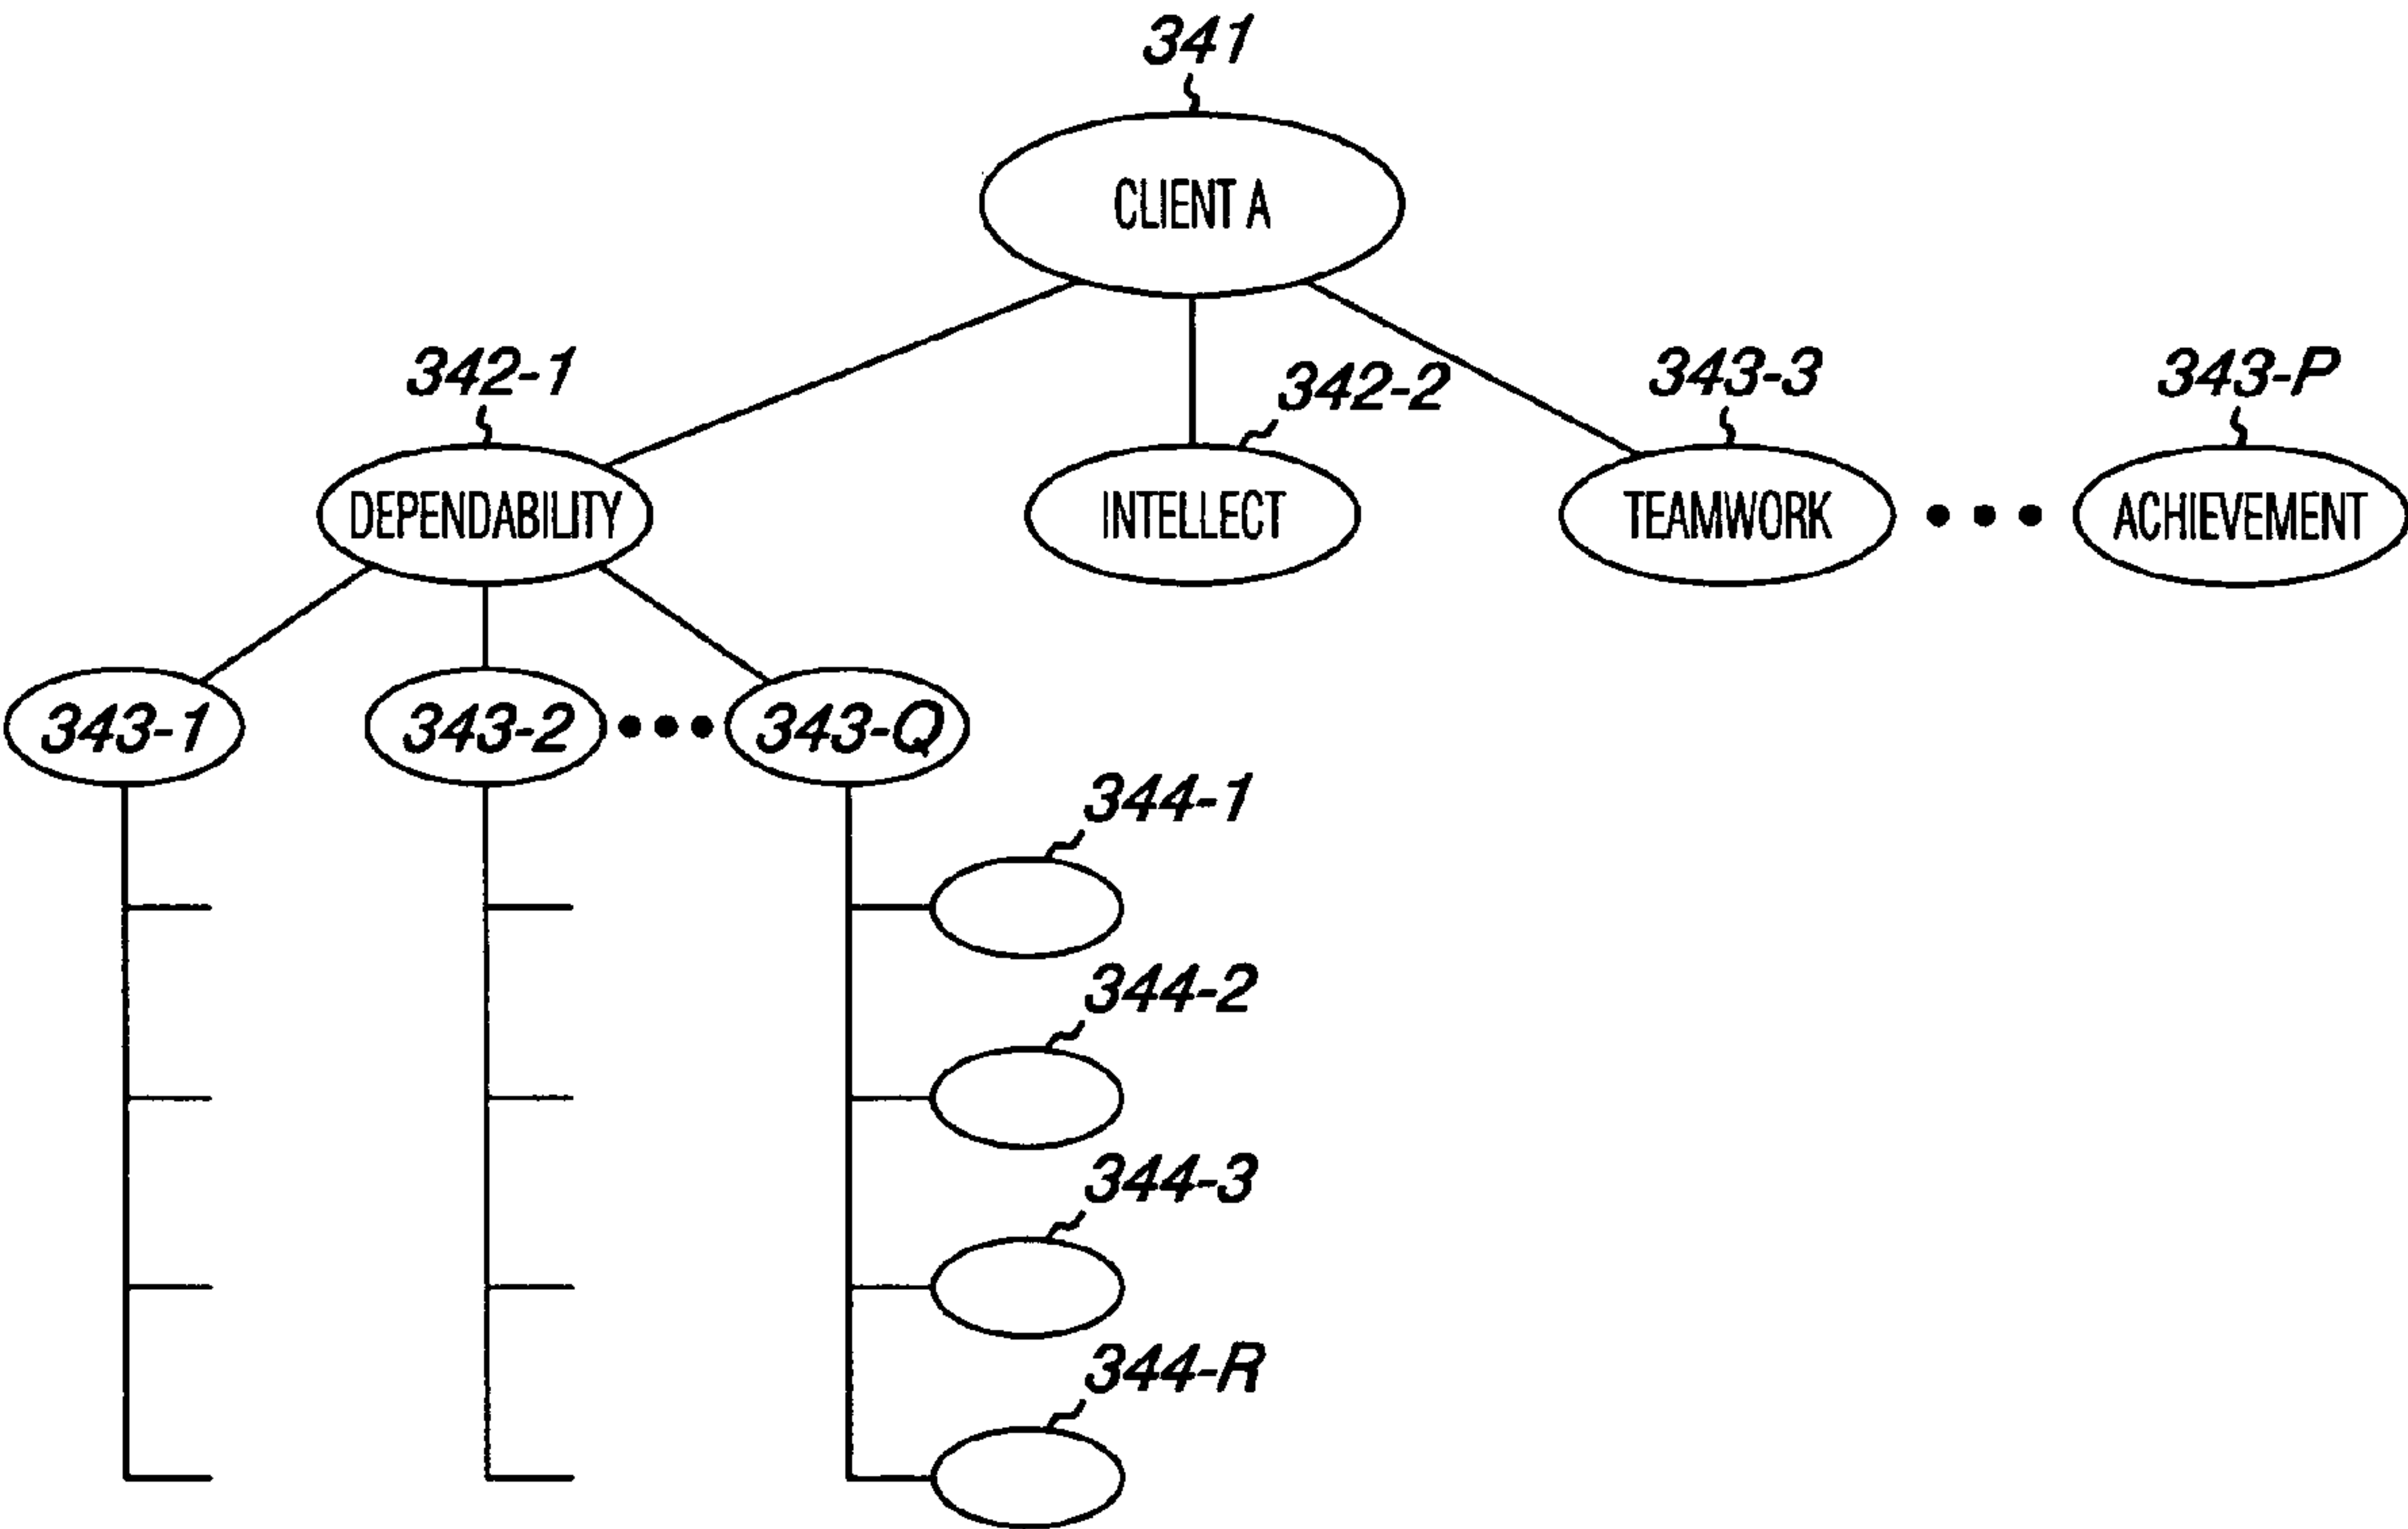 341
CLIENT A
342-1
342-2
343-3
343-P
DEPENDABILITY
INTELLECT
TEAMWORK
ACHIEVEMENT
343-1
343-2
343-Q
344-1
344-2
344-3
344-R